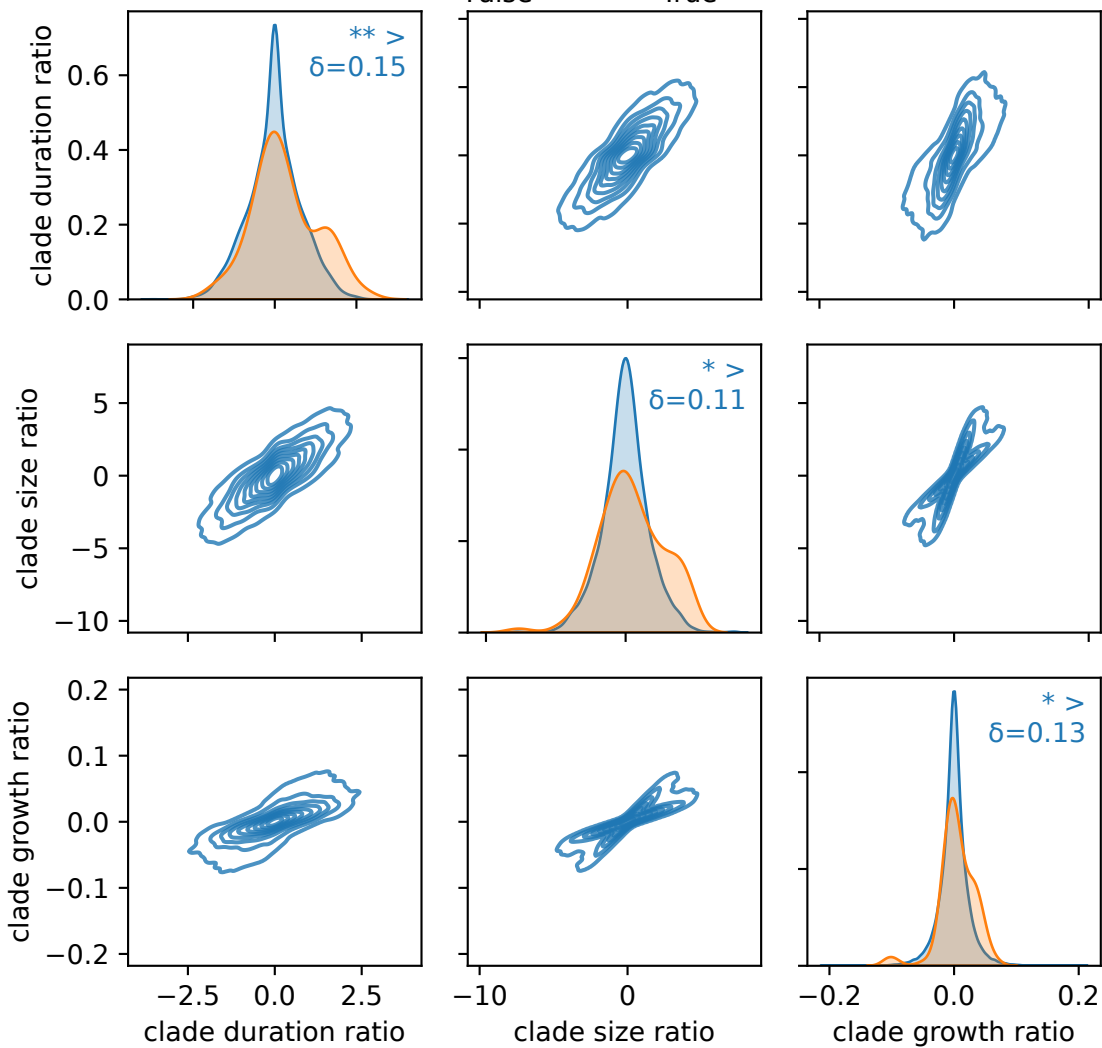 False True
clade duration ratio
0.6
0.4
0.2
0.0
** >
δ=0.15
clade size ratio
5
0
−5
−10
* >
δ=0.11
clade growth ratio
0.2
0.1
0.0
−0.1
−0.2
* >
δ=0.13
−2.5 0.0 2.5
−10 0
−0.2 0.0 0.2
clade duration ratio
clade size ratio
clade growth ratio